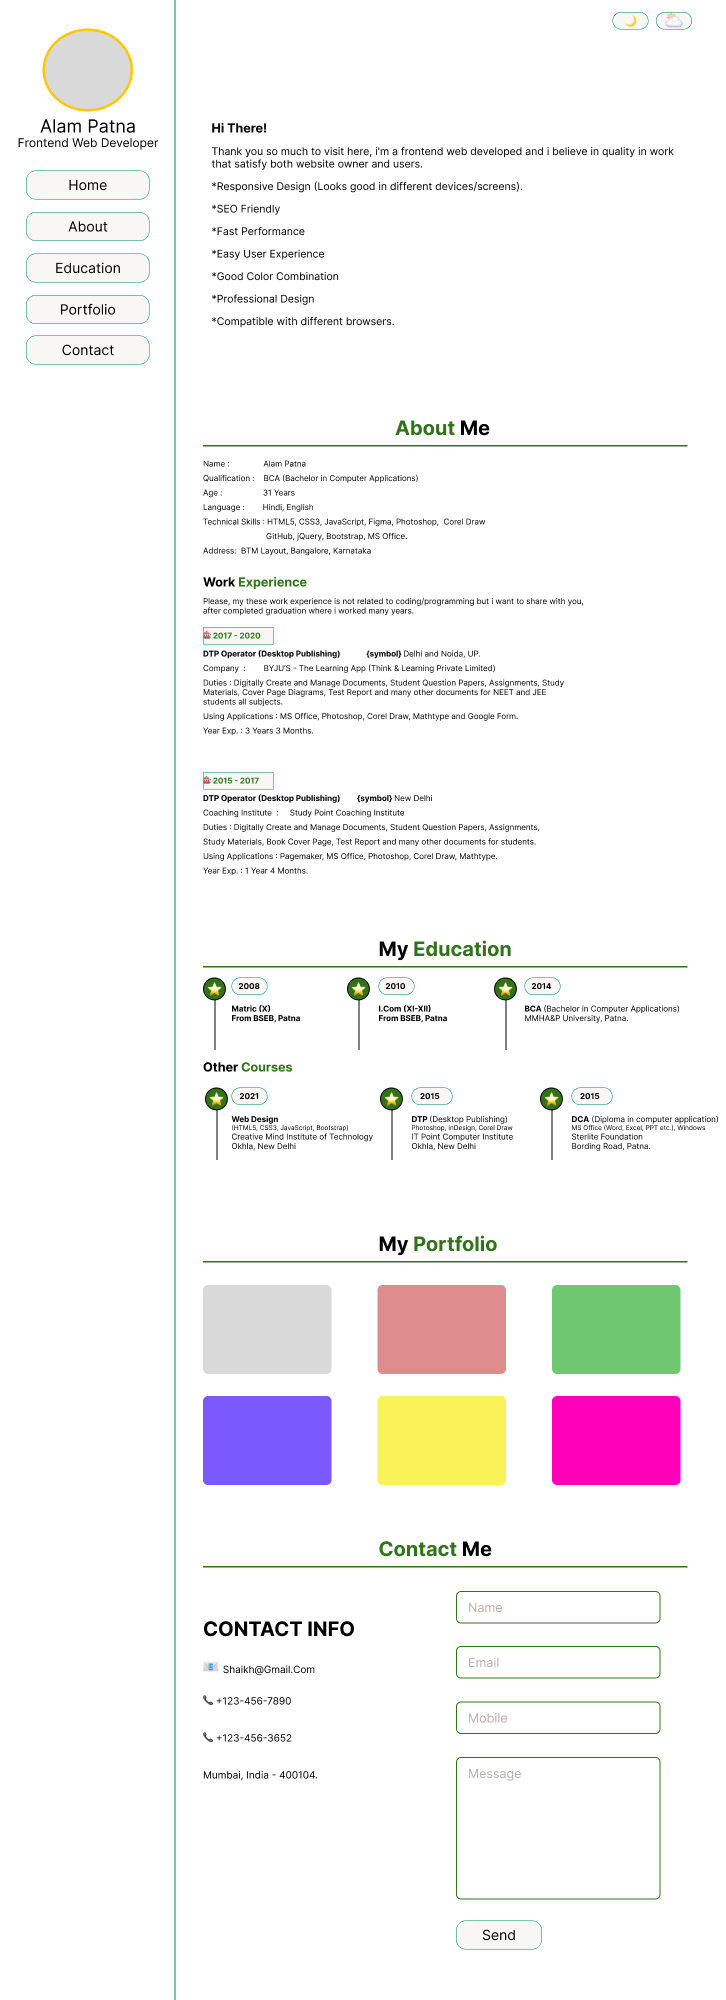 Alam Patna
Frontend Web Developer
Home
About
Education
Portfolio
Contact
Hi There!
Thank you so much to visit here, i'm a frontend web developed and i believe in quality in work
that satisfy both website owner and users.
*Responsive Design (Looks good in different devices/screens).
*SEO Friendly
*Fast Performance
*Easy User Experience
*Good Color Combination
*Professional Design
*Compatible with different browsers.
About Me
Name : Alam Patna
Qualification : BCA (Bachelor in Computer Applications)
Age : 31 Years
Language : Hindi, English
Technical Skills : HTML5, CSS3, JavaScript, Figma, Photoshop, Corel Draw
GitHub, jQuery, Bootstrap, MS Office.
Address: BTM Layout, Bangalore, Karnataka
Work Experience
Please, my these work experience is not related to coding/programming but i want to share with you,
after completed graduation where i worked many years.
2017 - 2020
DTP Operator (Desktop Publishing) {symbol} Delhi and Noida, UP.
Company : BYJU'S - The Learning App (Think & Learning Private Limited)
Duties : Digitally Create and Manage Documents, Student Question Papers, Assignments, Study
Materials, Cover Page Diagrams, Test Report and many other documents for NEET and JEE
students all subjects.
Using Applications : MS Office, Photoshop, Corel Draw, Mathtype and Google Form.
Year Exp. : 3 Years 3 Months.
2015 - 2017
DTP Operator (Desktop Publishing) {symbol} New Delhi
Coaching Institute : Study Point Coaching Institute
Duties : Digitally Create and Manage Documents, Student Question Papers, Assignments,
Study Materials, Book Cover Page, Test Report and many other documents for students.
Using Applications : Pagemaker, MS Office, Photoshop, Corel Draw, Mathtype.
Year Exp. : 1 Year 4 Months.
My Education
2008
Matric (X)
From BSEB, Patna
2010
I.Com (XI-XII)
From BSEB, Patna
2014
BCA (Bachelor in Computer Applications)
MMHA&P University, Patna.
Other Courses
2021
Web Design
(HTML5, CSS3, JavaScript, Bootstrap)
Creative Mind Institute of Technology
Okhla, New Delhi
2015
DTP (Desktop Publishing)
Photoshop, InDesign, Corel Draw
IT Point Computer Institute
Okhla, New Delhi
2015
DCA (Diploma in computer application)
MS Office (Word, Excel, PPT etc.), Windows
Sterlite Foundation
Bording Road, Patna.
My Portfolio
Contact Me
CONTACT INFO
Shaikh@Gmail.Com
+123-456-7890
+123-456-3652
Mumbai, India - 400104.
Name
Email
Mobile
Message
Send